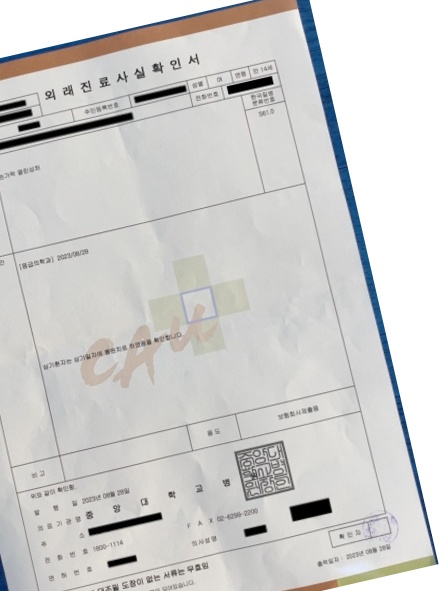 외 래 진 료 사 실 확 인 서
성별 여 연령 만 14세
주민등록번호
전화번호
한국질병
분류번호
S61.0
손가락 열린상처
[응급의학과] 2023/08/28
CAU
상기환자는 상기일자에 통원치료 하였음을 확인합니다.
비 고
용 도
보험회사제출용
위와 같이 확인함.
발 행 일 2023년 08월 28일
의 료 기 관 명 중 앙 대 학 교 병
주 소
전 화 번 호 1800-1114
F A X 02-6299-2200
면 허 번 호
의사성명
확 인 자
대조필 도장이 없는 서류는 무효임
출력일자 : 2023년 08월 28일